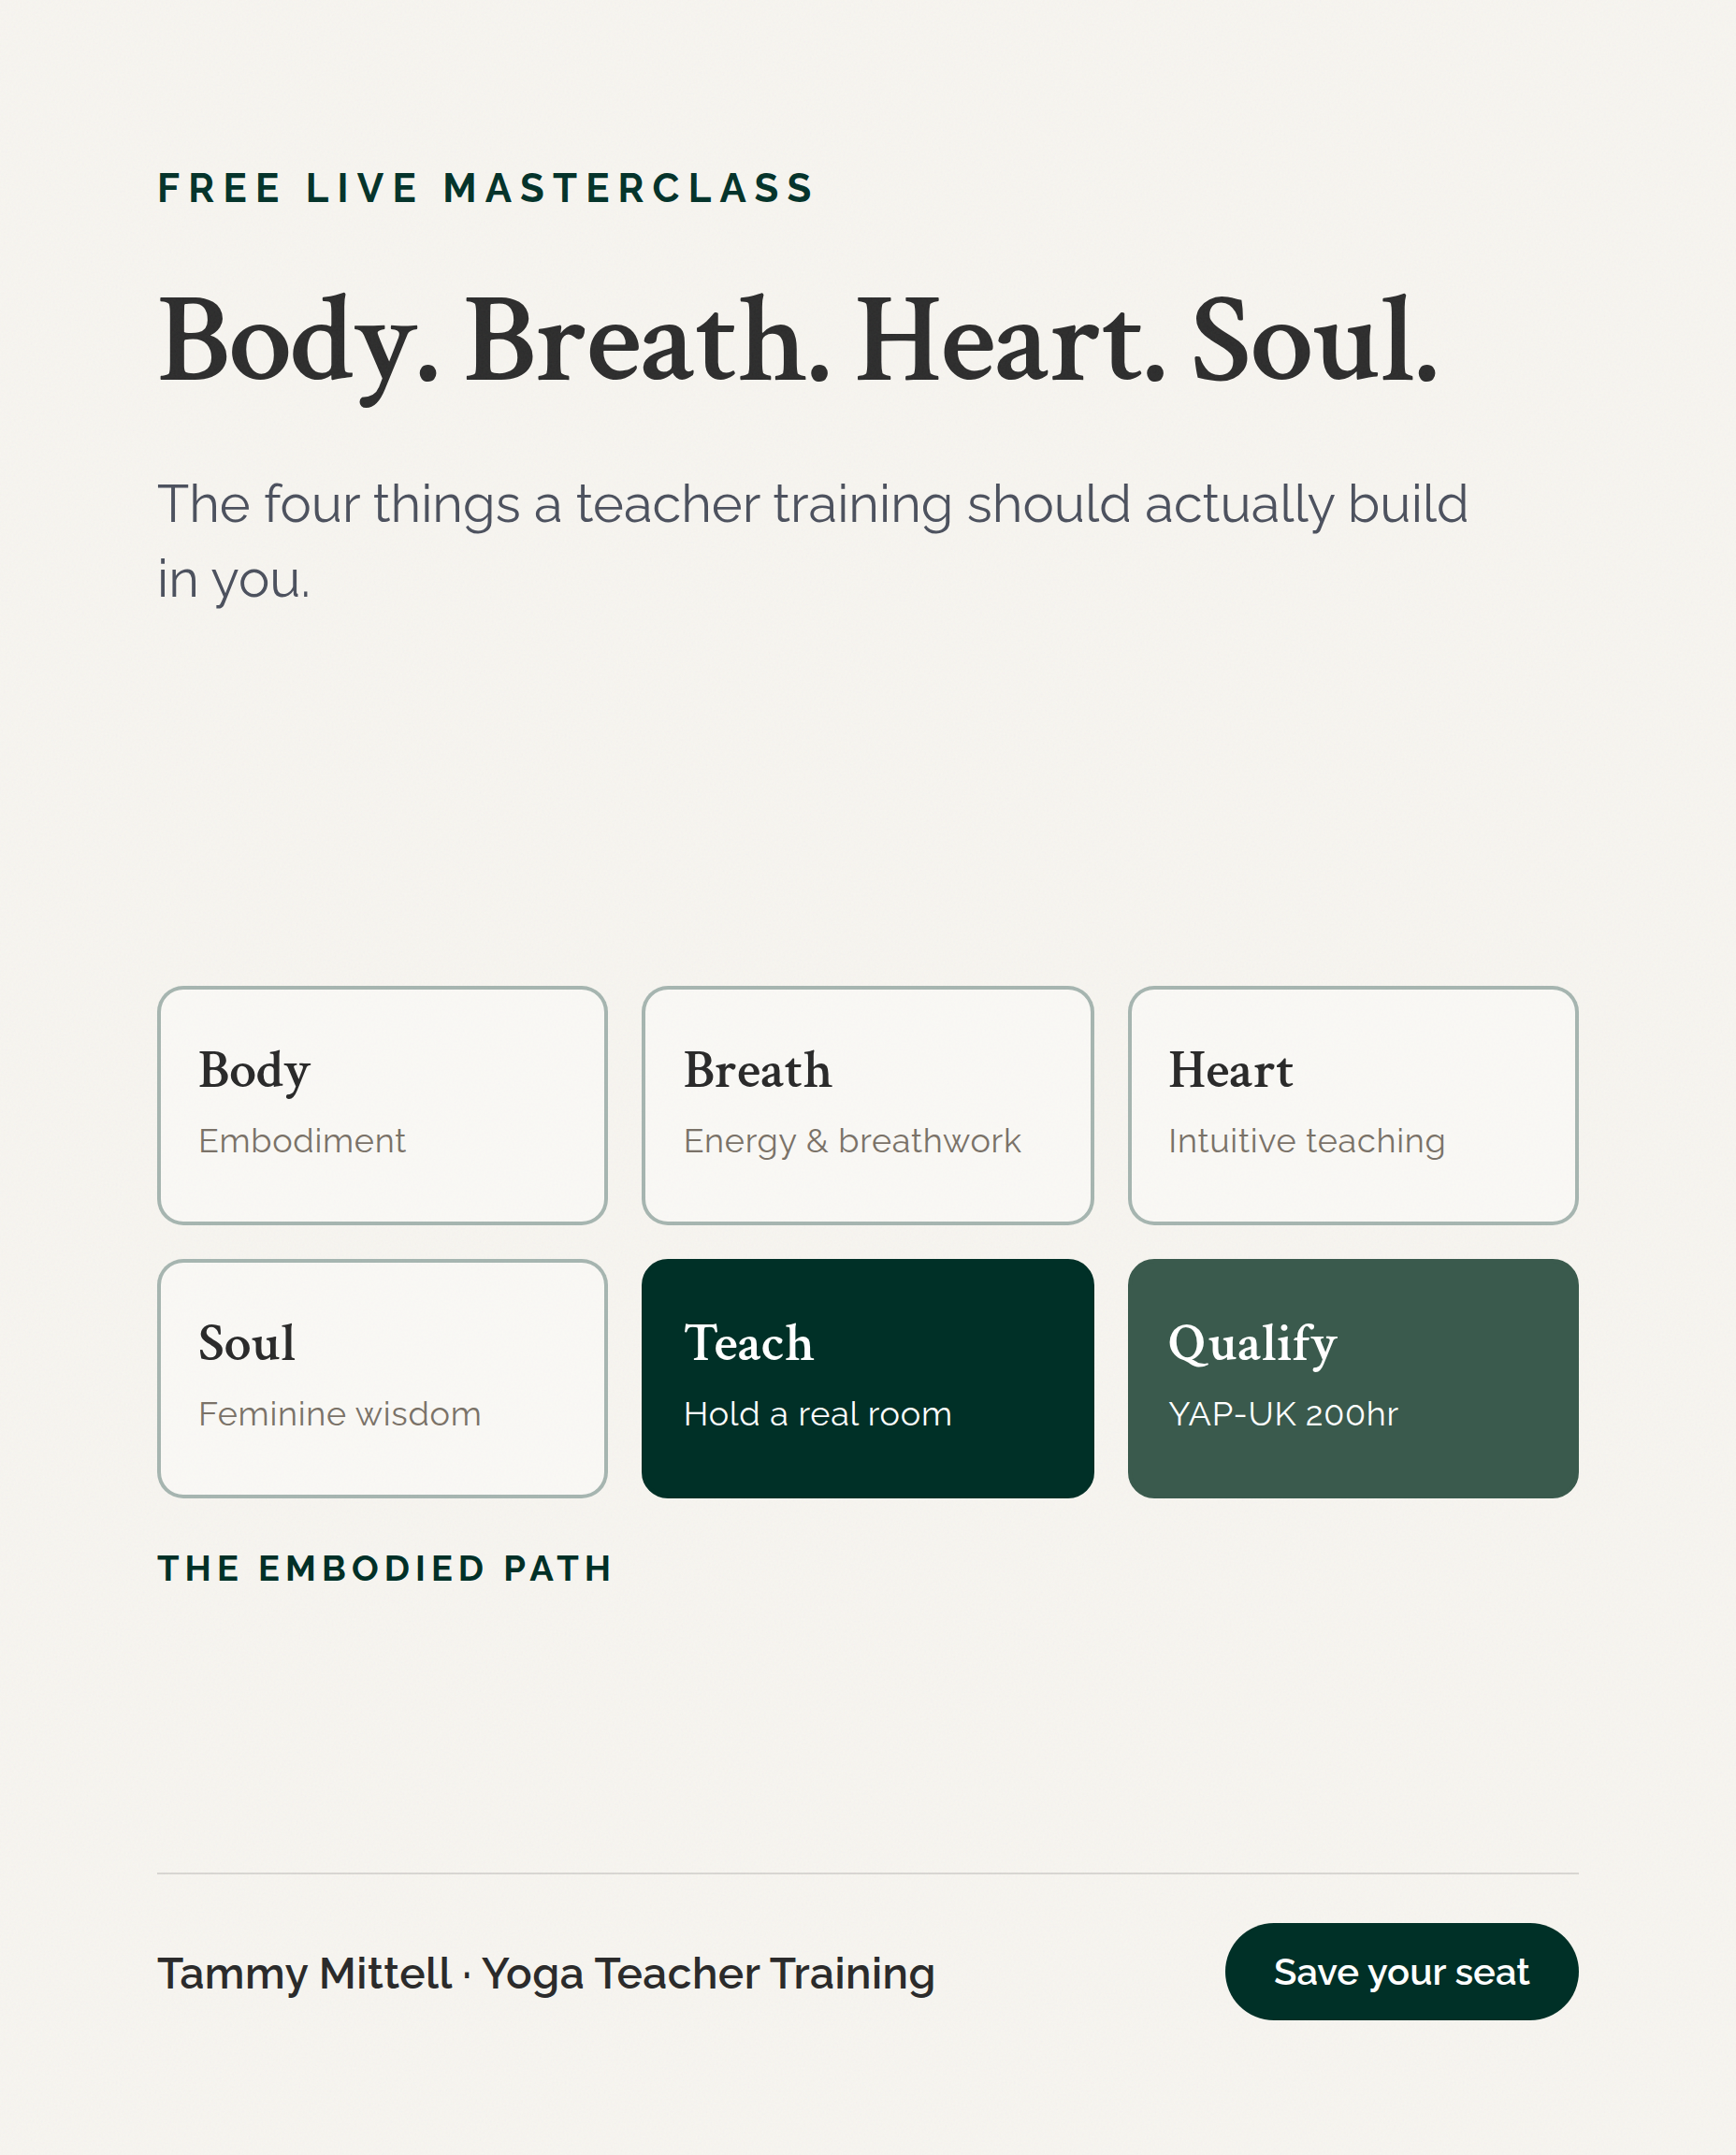 FREE LIVE MASTERCLASS
Body. Breath. Heart. Soul.
The four things a teacher training should actually build
in you.
Body
Embodiment
Breath
Energy & breathwork
Heart
Intuitive teaching
Soul
Feminine wisdom
Teach
Hold a real room
Qualify
YAP-UK 200hr
THE EMBODIED PATH
Tammy Mittell · Yoga Teacher Training
Save your seat